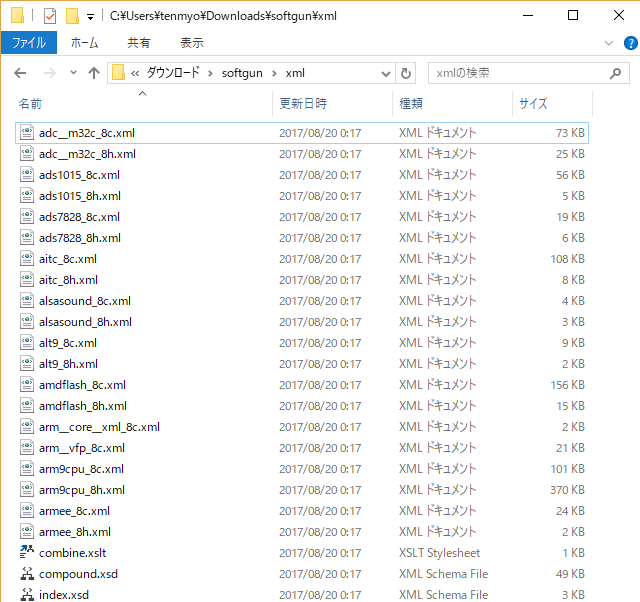 C:¥Users¥tenmyo¥Downloads¥softgun¥xml
ファイル ホーム 共有 表示
« ダウンロード › softgun › xml xmlの検索
名前 更新日時 種類 サイズ
adc__m32c_8c.xml 2017/08/20 0:17 XML ドキュメント 73 KB
adc__m32c_8h.xml 2017/08/20 0:17 XML ドキュメント 25 KB
ads1015_8c.xml 2017/08/20 0:17 XML ドキュメント 56 KB
ads1015_8h.xml 2017/08/20 0:17 XML ドキュメント 5 KB
ads7828_8c.xml 2017/08/20 0:17 XML ドキュメント 19 KB
ads7828_8h.xml 2017/08/20 0:17 XML ドキュメント 6 KB
aitc_8c.xml 2017/08/20 0:17 XML ドキュメント 108 KB
aitc_8h.xml 2017/08/20 0:17 XML ドキュメント 8 KB
alsasound_8c.xml 2017/08/20 0:17 XML ドキュメント 4 KB
alsasound_8h.xml 2017/08/20 0:17 XML ドキュメント 3 KB
alt9_8c.xml 2017/08/20 0:17 XML ドキュメント 9 KB
alt9_8h.xml 2017/08/20 0:17 XML ドキュメント 2 KB
amdflash_8c.xml 2017/08/20 0:17 XML ドキュメント 156 KB
amdflash_8h.xml 2017/08/20 0:17 XML ドキュメント 15 KB
arm__core__xml_8c.xml 2017/08/20 0:17 XML ドキュメント 2 KB
arm__vfp_8c.xml 2017/08/20 0:17 XML ドキュメント 21 KB
arm9cpu_8c.xml 2017/08/20 0:17 XML ドキュメント 101 KB
arm9cpu_8h.xml 2017/08/20 0:17 XML ドキュメント 370 KB
armee_8c.xml 2017/08/20 0:17 XML ドキュメント 24 KB
armee_8h.xml 2017/08/20 0:17 XML ドキュメント 2 KB
combine.xslt 2017/08/20 0:17 XSLT Stylesheet 1 KB
compound.xsd 2017/08/20 0:17 XML Schema File 49 KB
index.xsd 2017/08/20 0:17 XML Schema File 3 KB